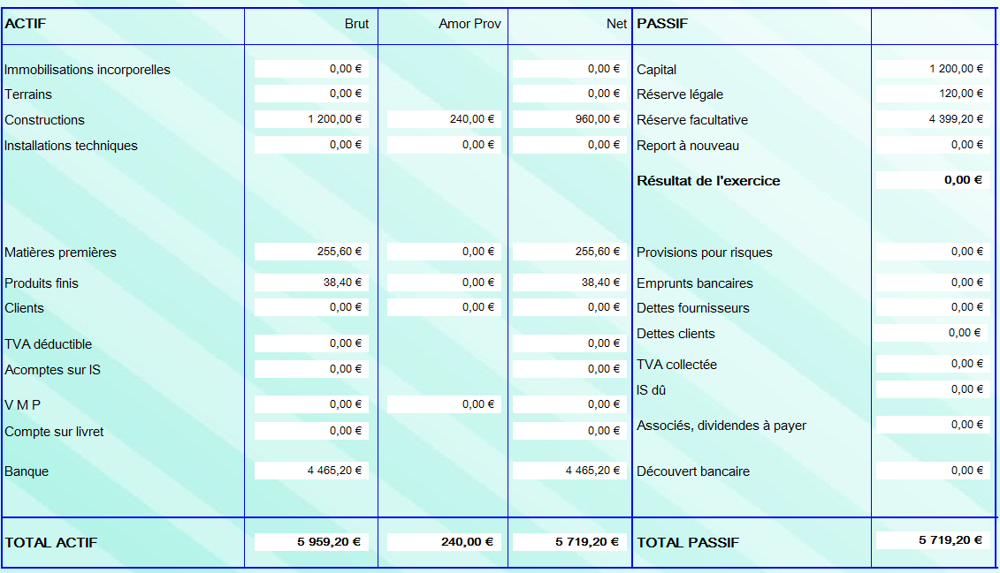 ACTIF Brut Amor Prov Net PASSIF
Immobilisations incorporelles 0,00 € 0,00 € Capital 1 200,00 €
Terrains 0,00 € 0,00 € Réserve légale 120,00 €
Constructions 1 200,00 € 240,00 € 960,00 € Réserve facultative 4 399,20 €
Installations techniques 0,00 € 0,00 € 0,00 € Report à nouveau 0,00 €
Résultat de l'exercice 0,00 €
Matières premières 255,60 € 0,00 € 255,60 € Provisions pour risques 0,00 €
Produits finis 38,40 € 0,00 € 38,40 € Emprunts bancaires 0,00 €
Clients 0,00 € 0,00 € 0,00 € Dettes fournisseurs 0,00 €
Dettes clients 0,00 €
TVA déductible 0,00 € 0,00 €
TVA collectée 0,00 €
Acomptes sur IS 0,00 € 0,00 €
IS dû 0,00 €
V M P 0,00 € 0,00 € 0,00 €
Associés, dividendes à payer 0,00 €
Compte sur livret 0,00 € 0,00 €
Banque 4 465,20 € 4 465,20 € Découvert bancaire 0,00 €
TOTAL ACTIF 5 959,20 € 240,00 € 5 719,20 € TOTAL PASSIF 5 719,20 €